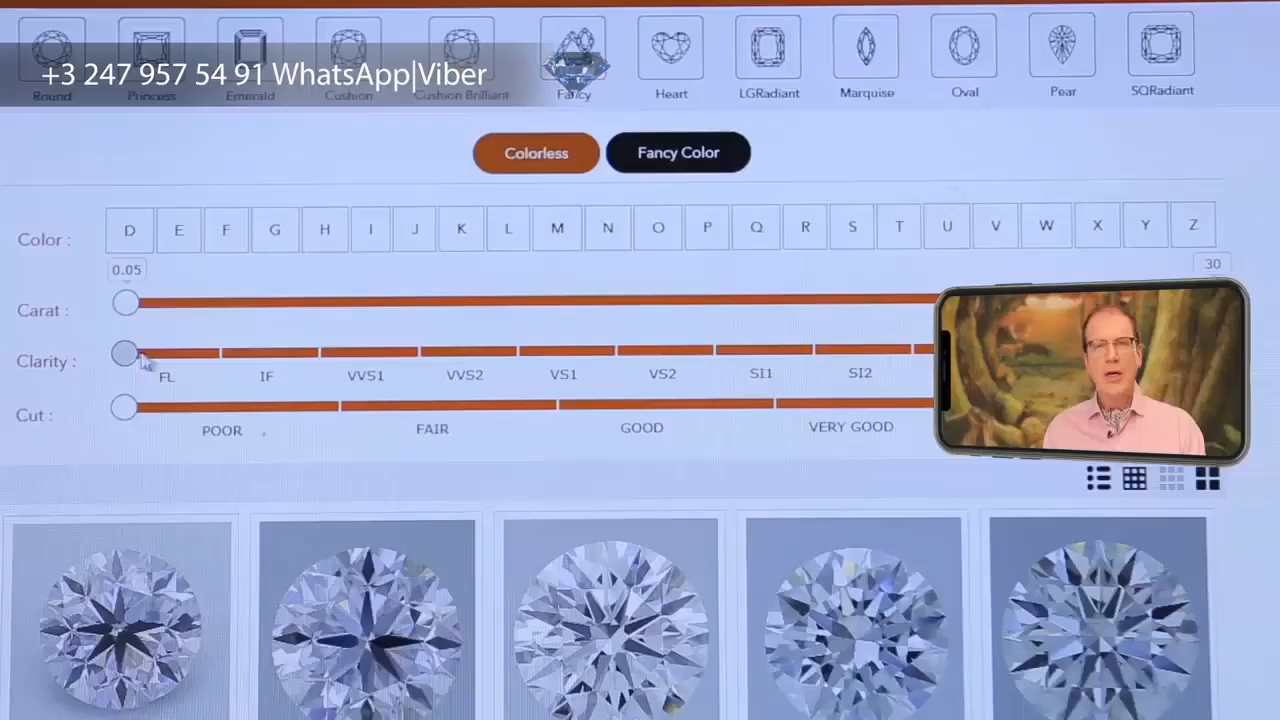 +3 247 957 54 91 WhatsApp|Viber
Round Princess Emerald Cushion Cushion Brilliant Fancy Heart LGRadiant Marquise Oval Pear SQRadiant
Colorless Fancy Color
Color : D E F G H I J K L M N O P Q R S T U V W X Y Z
0.05 30
Carat :
Clarity :
FL IF VVS1 VVS2 VS1 VS2 SI1 SI2
Cut :
POOR FAIR GOOD VERY GOOD